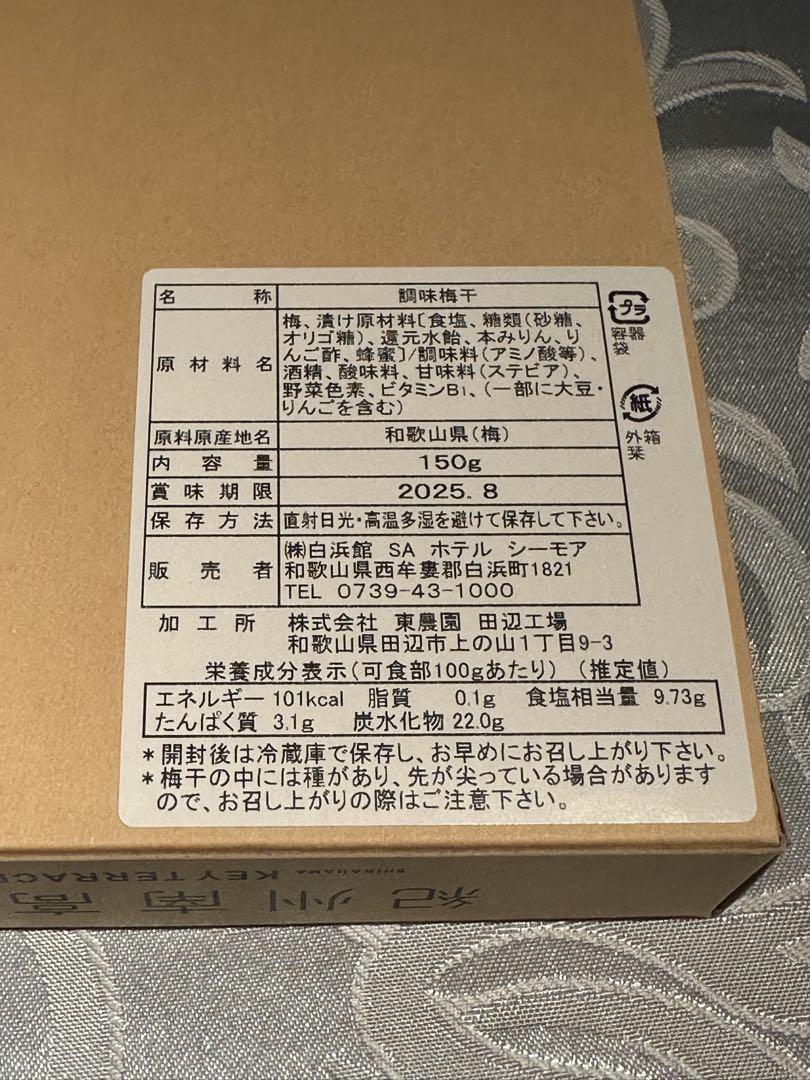 名称 調味梅干
原材料名 梅、漬け原材料［食塩、糖類（砂糖、
オリゴ糖）、還元水飴、本みりん、り
んご酢、蜂蜜］/調味料（アミノ酸等）、
酒精、酸味料、甘味料（ステビア）、
野菜色素、ビタミンB₁、（一部に大豆・
りんごを含む）
プラ
容器
袋
紙
外箱
栞
原料原産地名 和歌山県（梅）
内容量 150g
賞味期限 2025. 8
保存方法 直射日光・高温多湿を避けて保存して下さい。
販売者 ㈱白浜館 SA ホテル シーモア
和歌山県西牟婁郡白浜町1821
TEL 0739-43-1000
加工所 株式会社 東農園 田辺工場
和歌山県田辺市上の山1丁目9-3
栄養成分表示（可食部100gあたり）（推定値）
エネルギー 101kcal 脂質 0.1g 食塩相当量 9.73g
たんぱく質 3.1g 炭水化物 22.0g
＊開封後は冷蔵庫で保存し、お早めにお召し上がり下さい。
＊梅干の中には種があり、先が尖っている場合があります
ので、お召し上がりの際はご注意下さい。
紀州南高
SHIRAHAMA KEYTERRACE